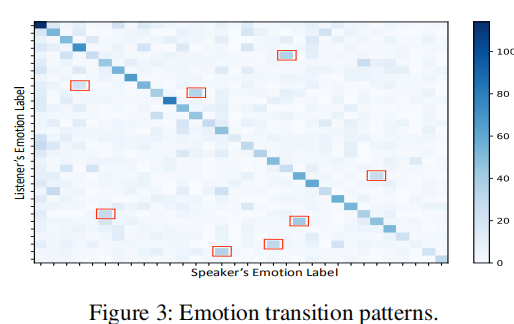 100
80
60
40
20
0
Listener's Emotion Label
Speaker's Emotion Label
Figure 3: Emotion transition patterns.